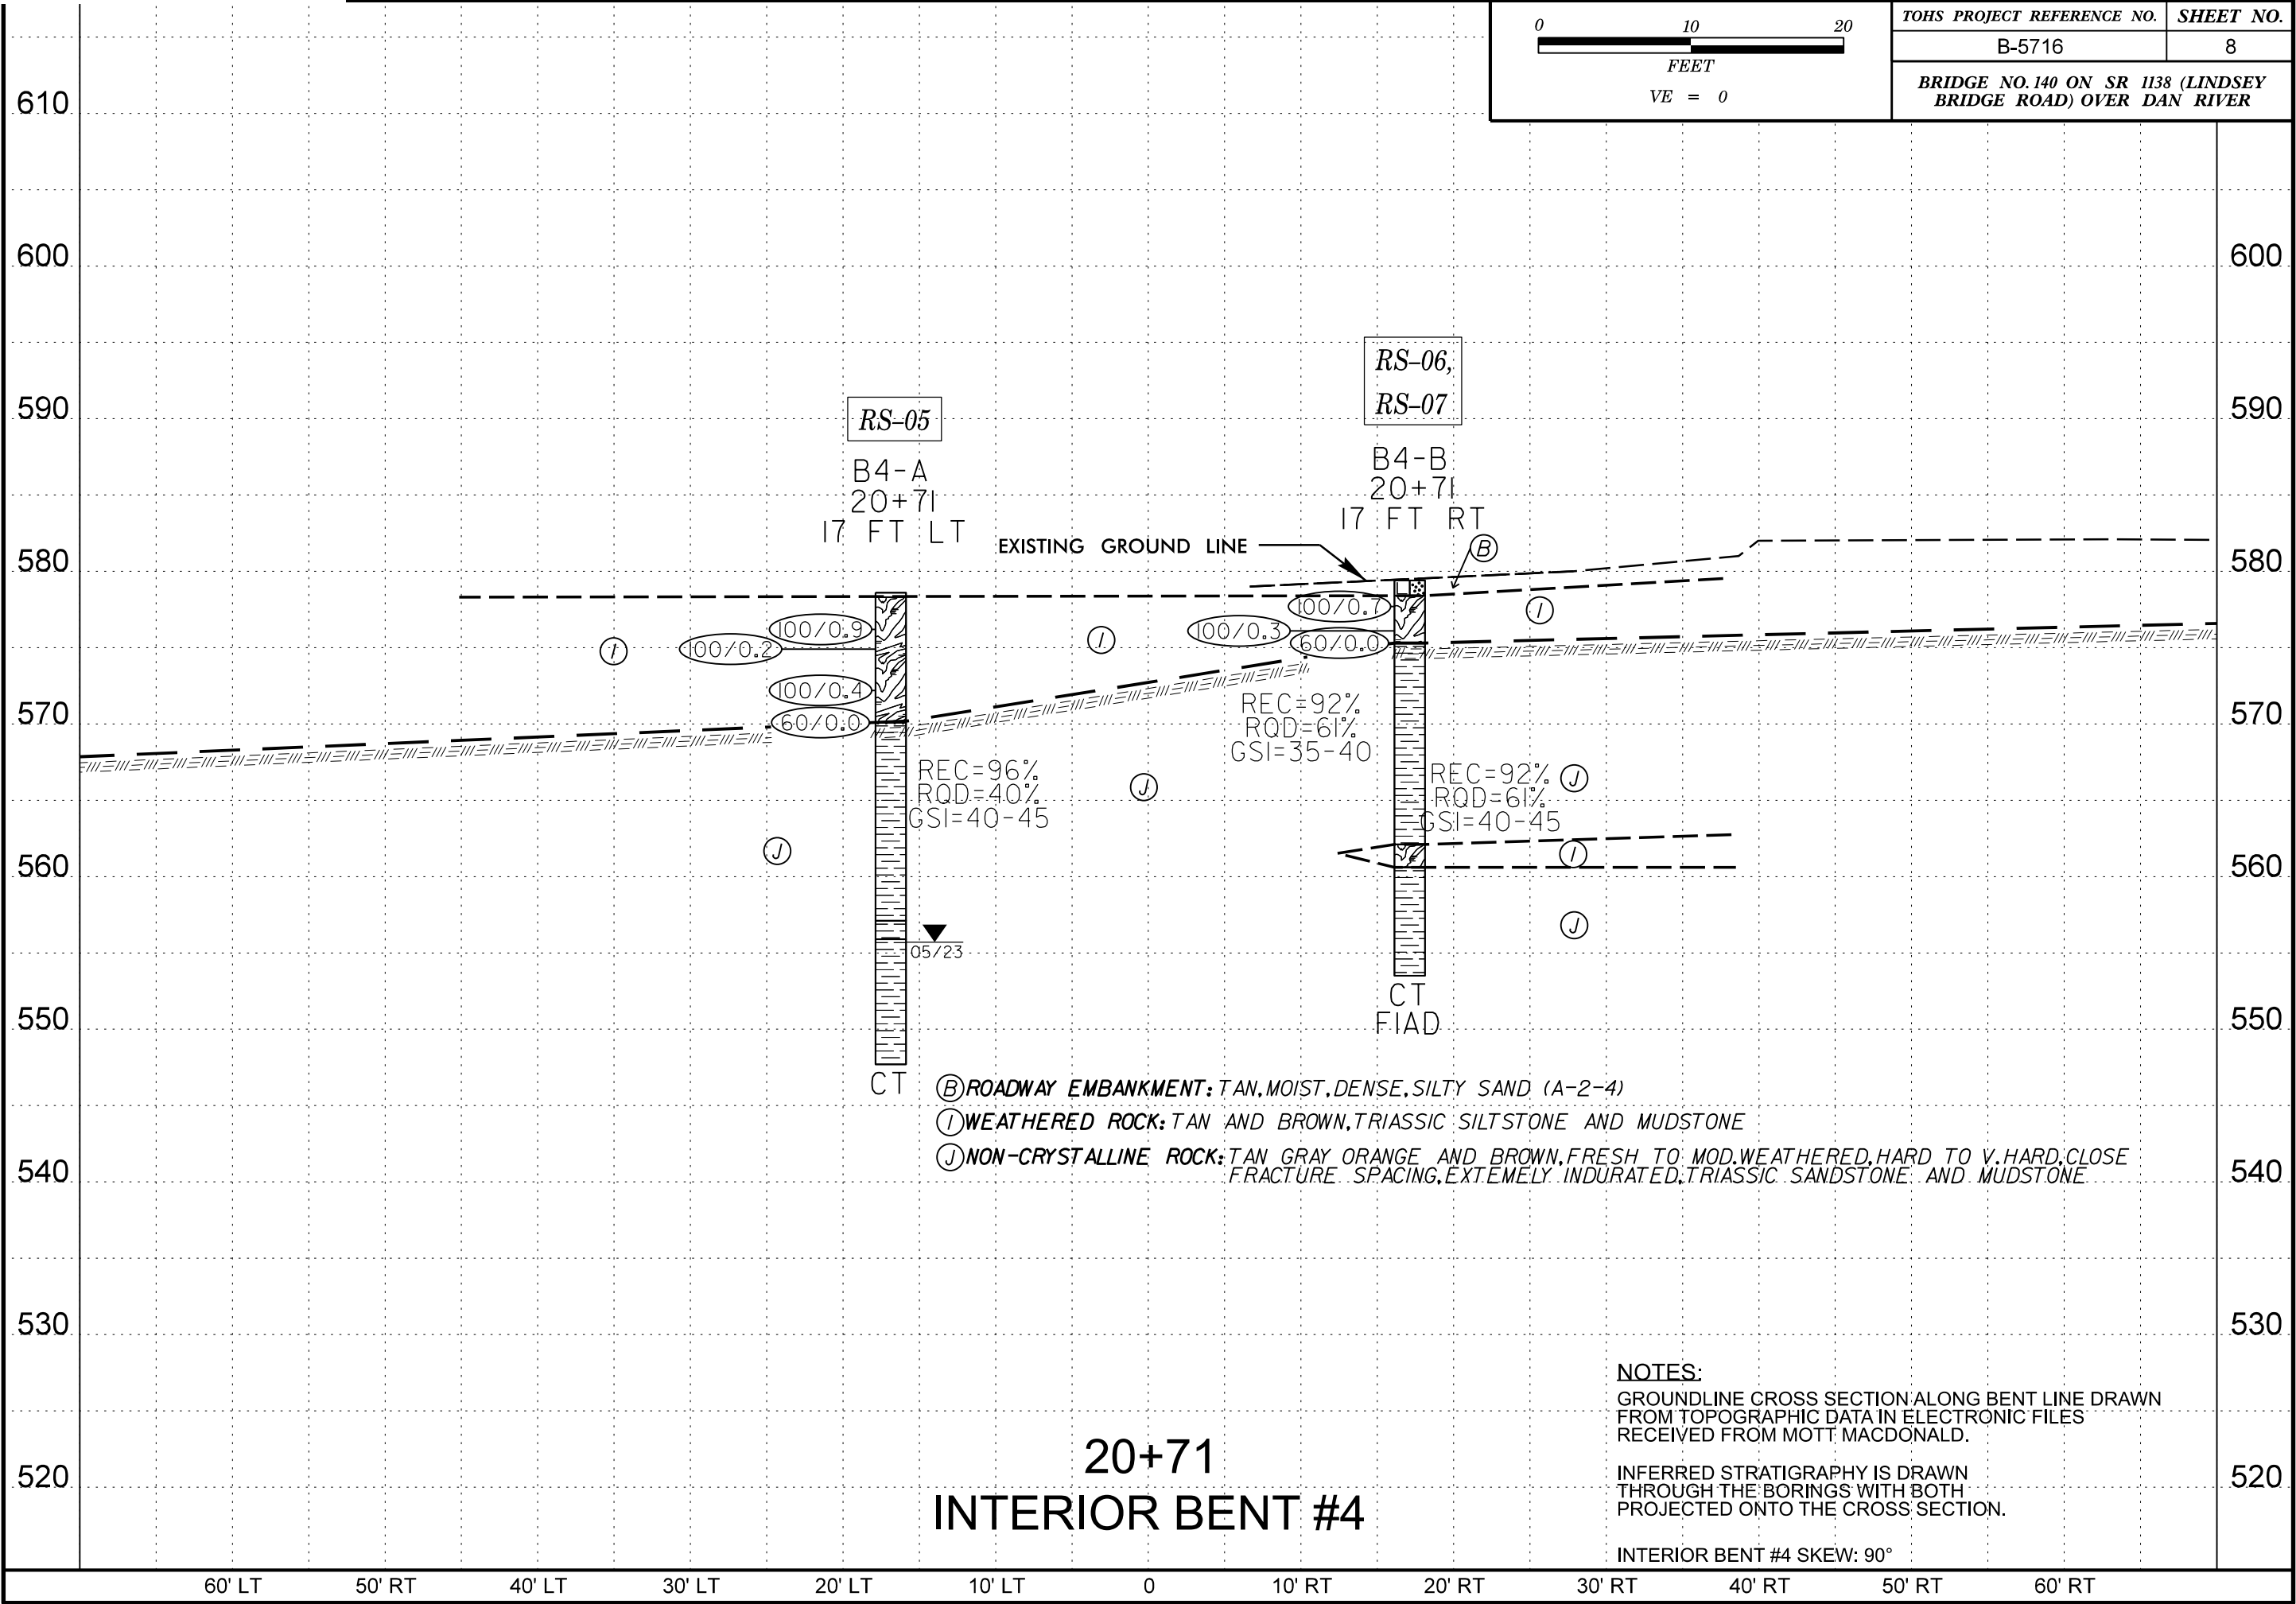 0 10 20
FEET
VE = 0
TOHS PROJECT REFERENCE NO. SHEET NO.
B-5716 8
BRIDGE NO. 140 ON SR 1138 (LINDSEY
BRIDGE ROAD) OVER DAN RIVER
610
600 600
590 590
580 580
570 570
560 560
550 550
540 540
530 530
520 520
RS-05
B4-A
20+71
17 FT LT
RS-06,
RS-07
B4-B
20+71
17 FT RT
EXISTING GROUND LINE
B
100/0.9
100/0.2
100/0.4
60/0.0
100/0.7
100/0.3
60/0.0
I
I
I
REC=96%
RQD=40%
GSI=40-45
REC=92%
RQD=61%
GSI=35-40
REC=92%
RQD=61%
GSI=40-45
J
J
J
I
J
05/23
CT
CT
FIAD
B ROADWAY EMBANKMENT: TAN, MOIST, DENSE, SILTY SAND (A-2-4)
I WEATHERED ROCK: TAN AND BROWN, TRIASSIC SILTSTONE AND MUDSTONE
J NON-CRYSTALLINE ROCK: TAN GRAY ORANGE AND BROWN, FRESH TO MOD. WEATHERED, HARD TO V. HARD, CLOSE
FRACTURE SPACING, EXTEMELY INDURATED, TRIASSIC SANDSTONE AND MUDSTONE
20+71
INTERIOR BENT #4
NOTES:
GROUNDLINE CROSS SECTION ALONG BENT LINE DRAWN
FROM TOPOGRAPHIC DATA IN ELECTRONIC FILES
RECEIVED FROM MOTT MACDONALD.
INFERRED STRATIGRAPHY IS DRAWN
THROUGH THE BORINGS WITH BOTH
PROJECTED ONTO THE CROSS SECTION.
INTERIOR BENT #4 SKEW: 90°
60' LT 50' RT 40' LT 30' LT 20' LT 10' LT 0 10' RT 20' RT 30' RT 40' RT 50' RT 60' RT